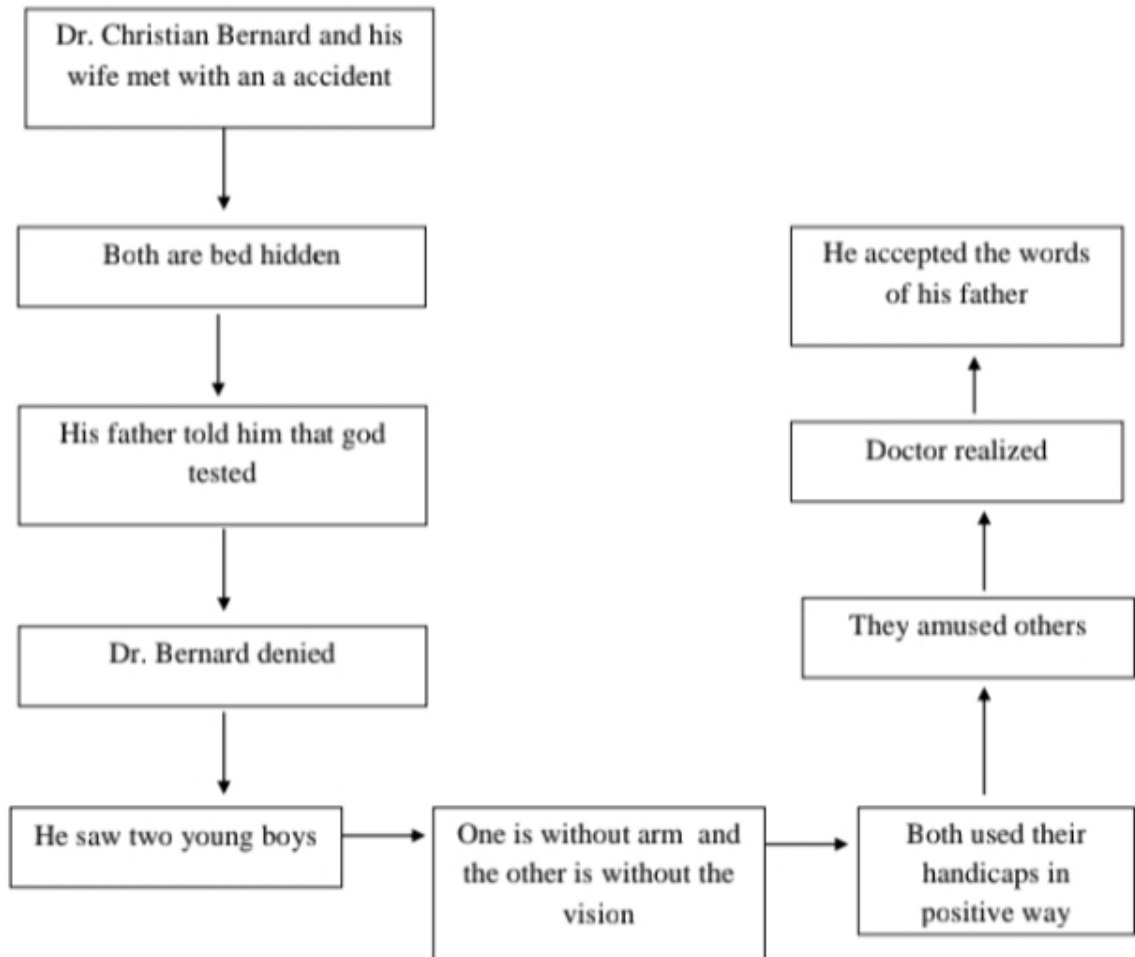 Dr. Christian Bernard and his
wife met with an a accident
Both are bed hidden
His father told him that god
tested
Dr. Bernard denied
He saw two young boys
One is without arm and
the other is without the
vision
Both used their
handicaps in
positive way
They amused others
Doctor realized
He accepted the words
of his father